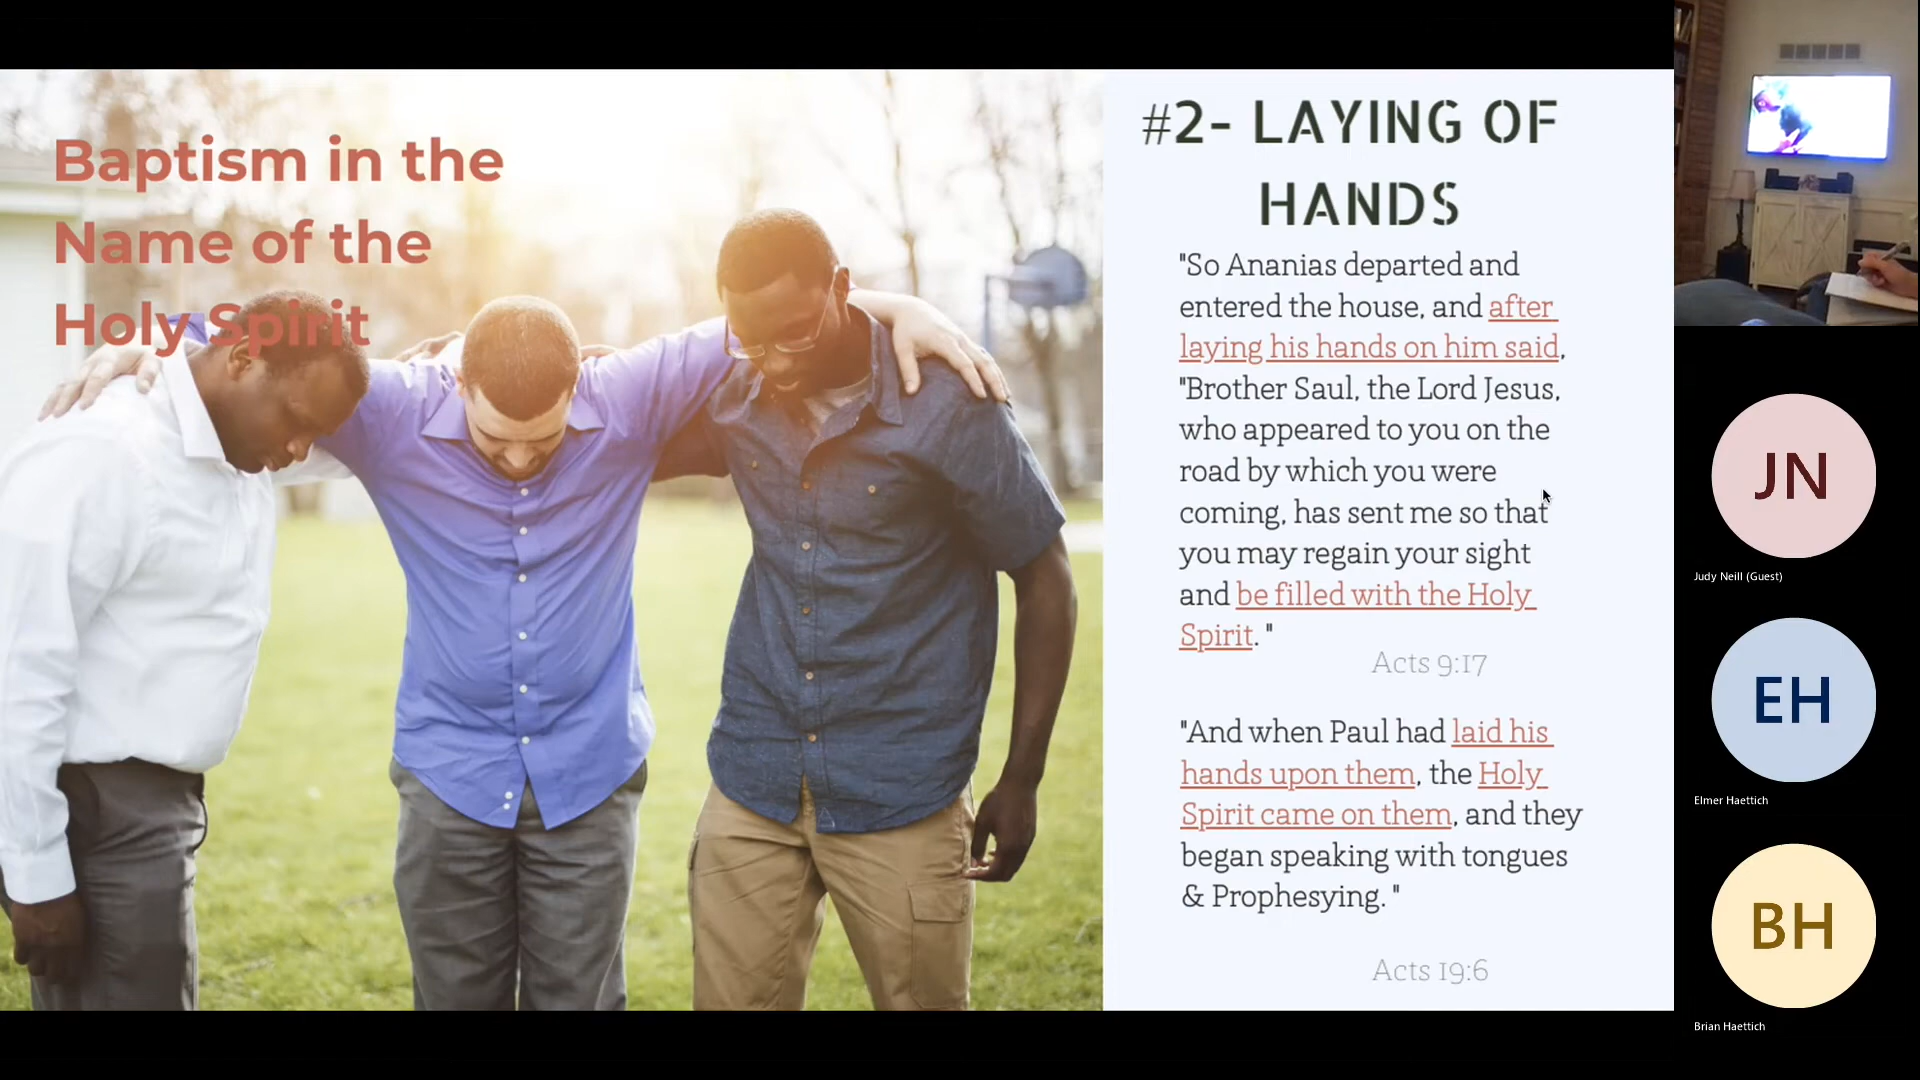 Baptism in the
Name of the
Holy Spirit
#2- LAYING OF
HANDS
"So Ananias departed and
entered the house, and after
laying his hands on him said,
"Brother Saul, the Lord Jesus,
who appeared to you on the
road by which you were
coming, has sent me so that
you may regain your sight
and be filled with the Holy
Spirit. "
Acts 9:17
"And when Paul had laid his
hands upon them, the Holy
Spirit came on them, and they
began speaking with tongues
& Prophesying. "
Acts 19:6
JN
Judy Neill (Guest)
EH
Elmer Haettich
BH
Brian Haettich